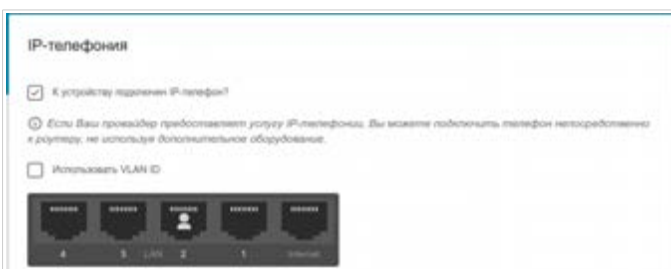 IP-телефония
К устройству подключен IP-телефон?
Если Ваш провайдер предоставляет услугу IP-телефонии, Вы можете подключить телефон непосредственно
к роутеру, не используя дополнительное оборудование.
Использовать VLAN ID
4 3 LAN 2 1 Internet